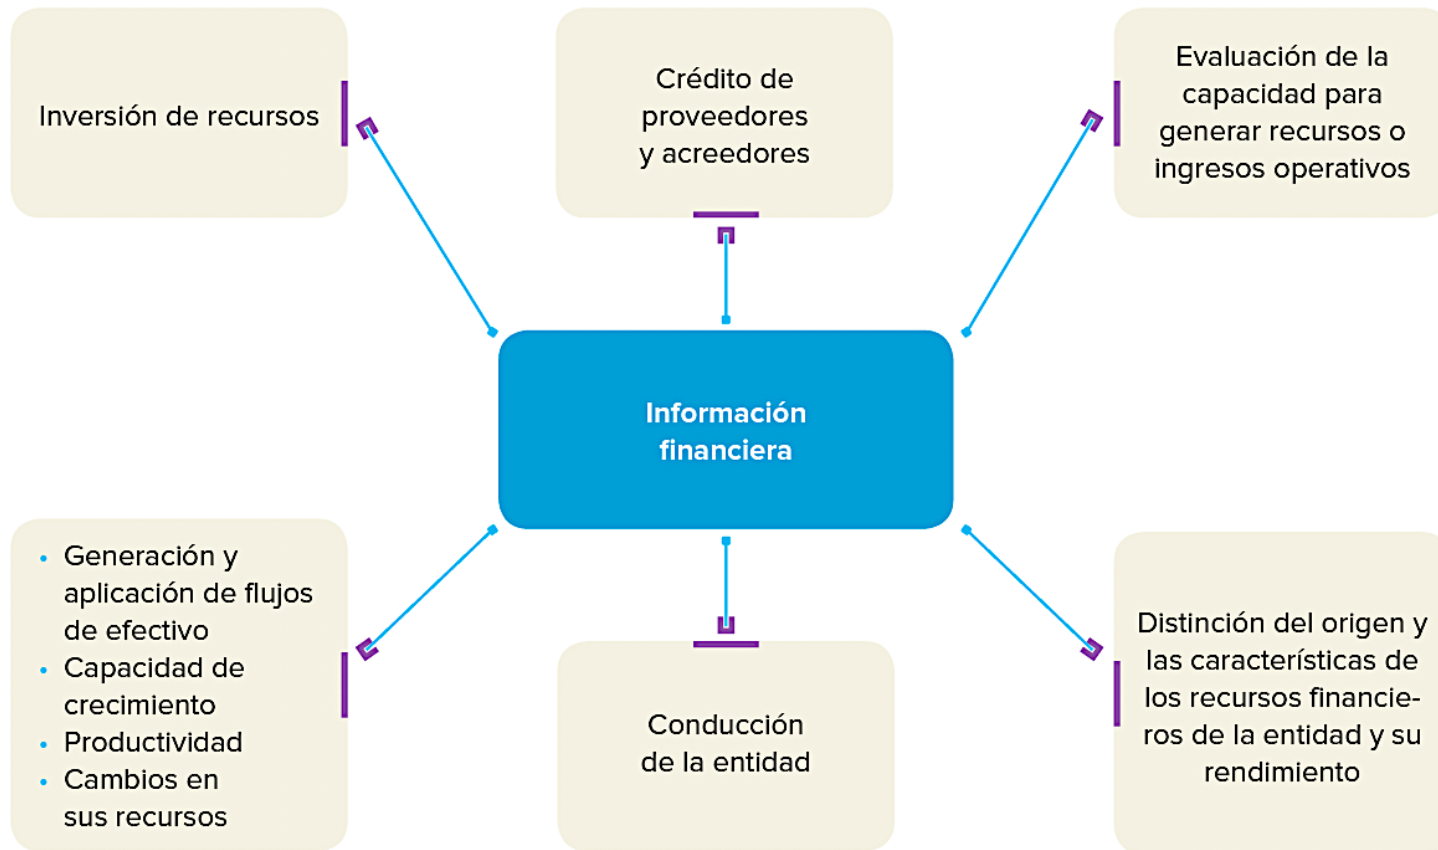 Inversión de recursos
Crédito de
proveedores
y acreedores
Evaluación de la
capacidad para
generar recursos o
ingresos operativos
Información
financiera
• Generación y
aplicación de flujos
de efectivo
• Capacidad de
crecimiento
• Productividad
• Cambios en
sus recursos
Conducción
de la entidad
Distinción del origen y
las características de
los recursos financie-
ros de la entidad y su
rendimiento